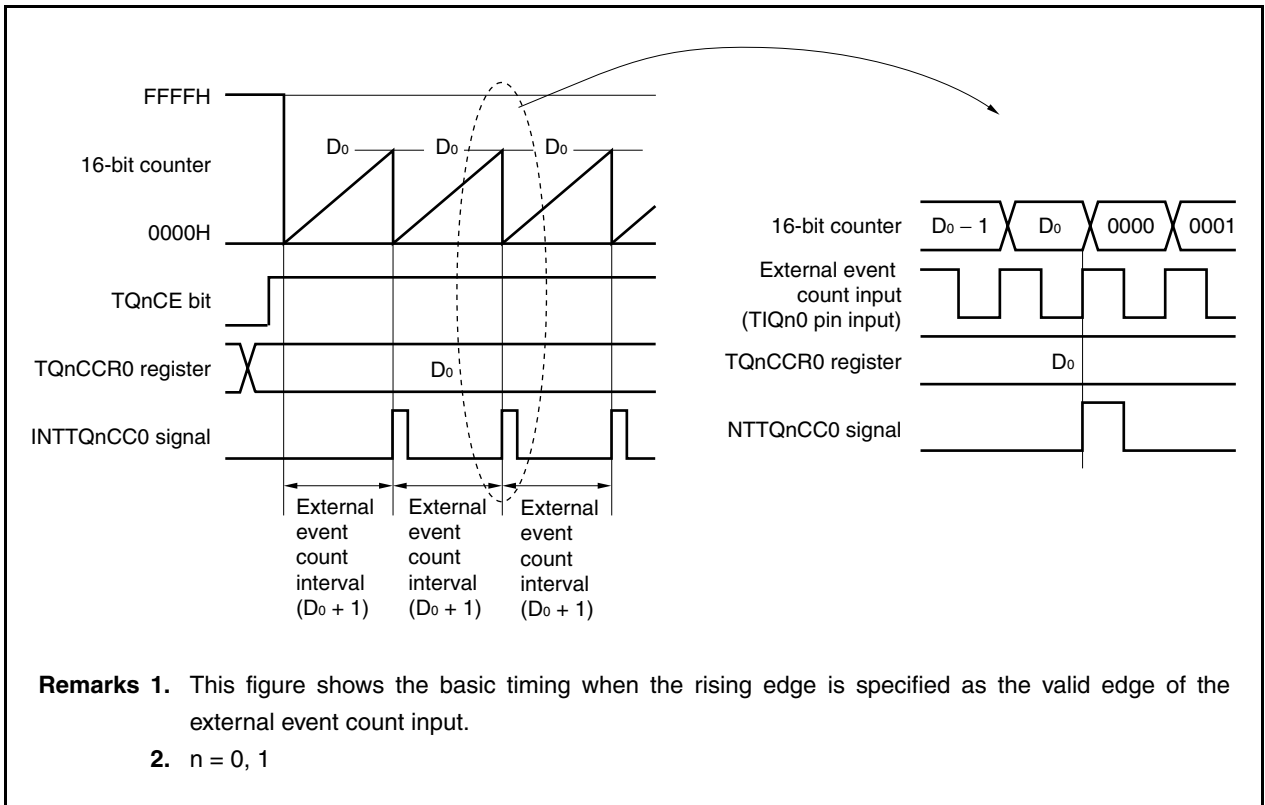 FFFFH
16-bit counter
0000H
D0
D0
D0
TQnCE bit
TQnCCR0 register
D0
INTTQnCC0 signal
External
event
count
interval
(D0 + 1)
External
event
count
interval
(D0 + 1)
External
event
count
interval
(D0 + 1)
16-bit counter
D0 − 1
D0
0000
0001
External event
count input
(TIQn0 pin input)
TQnCCR0 register
D0
NTTQnCC0 signal
Remarks 1. This figure shows the basic timing when the rising edge is specified as the valid edge of the
external event count input.
2. n = 0, 1